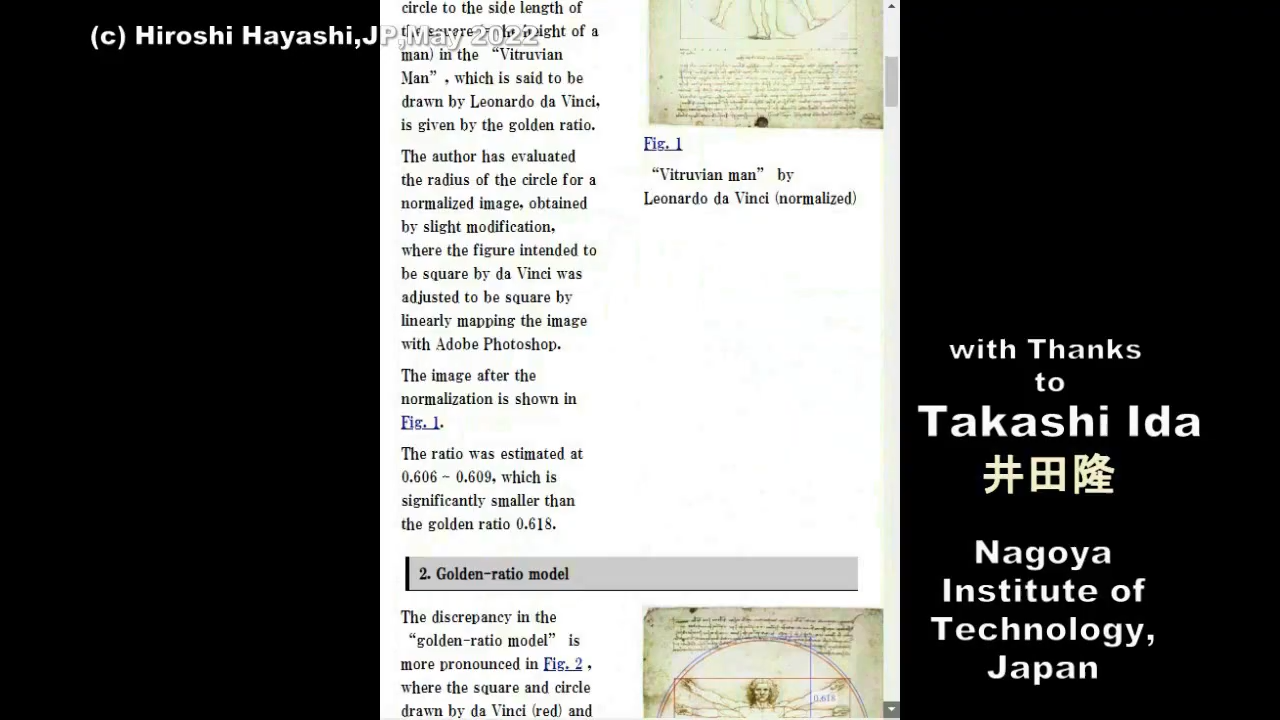 (c) Hiroshi Hayashi,JP,May 2022
circle to the side length of
the square (= the height of a
man) in the “Vitruvian
Man”, which is said to be
drawn by Leonardo da Vinci,
is given by the golden ratio.
The author has evaluated
the radius of the circle for a
normalized image, obtained
by slight modification,
where the figure intended to
be square by da Vinci was
adjusted to be square by
linearly mapping the image
with Adobe Photoshop.
The image after the
normalization is shown in
Fig. 1.
The ratio was estimated at
0.606 ~ 0.609, which is
significantly smaller than
the golden ratio 0.618.
Fig. 1
“Vitruvian man” by
Leonardo da Vinci (normalized)
2. Golden-ratio model
The discrepancy in the
“golden-ratio model” is
more pronounced in Fig. 2 ,
where the square and circle
drawn by da Vinci (red) and
0.618
with Thanks
to
Takashi Ida
井田隆
Nagoya
Institute of
Technology,
Japan